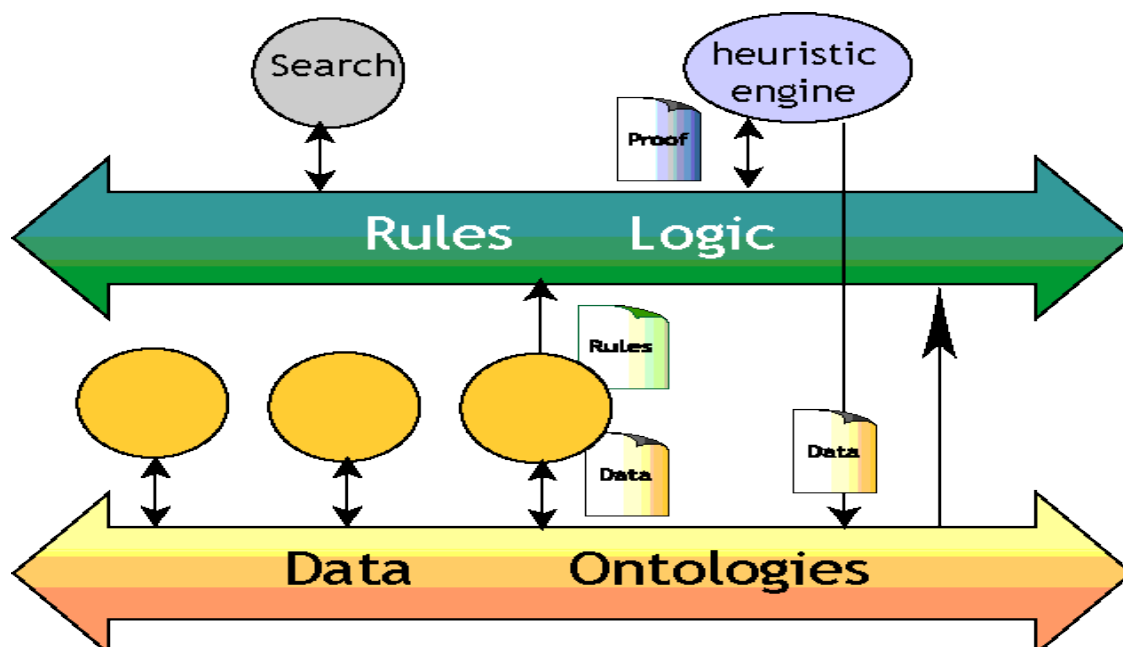 Search
heuristic
engine
Proof
Rules Logic
Rules
Data
Data
Data Ontologies